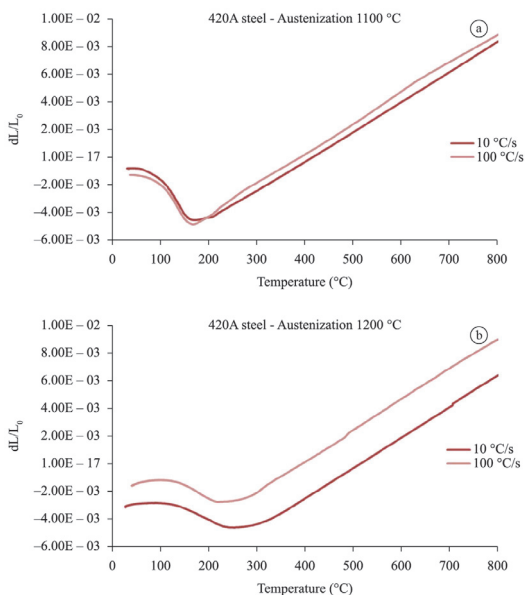 420A steel - Austenization 1100 °C
a
1.00E – 02
8.00E – 03
6.00E – 03
4.00E – 03
2.00E – 03
1.00E – 17
–2.00E – 03
–4.00E – 03
–6.00E – 03
dL/L0
10 °C/s
100 °C/s
0 100 200 300 400 500 600 700 800
Temperature (°C)
420A steel - Austenization 1200 °C
b
1.00E – 02
8.00E – 03
6.00E – 03
4.00E – 03
2.00E – 03
1.00E – 17
–2.00E – 03
–4.00E – 03
–6.00E – 03
dL/L0
10 °C/s
100 °C/s
0 100 200 300 400 500 600 700 800
Temperature (°C)